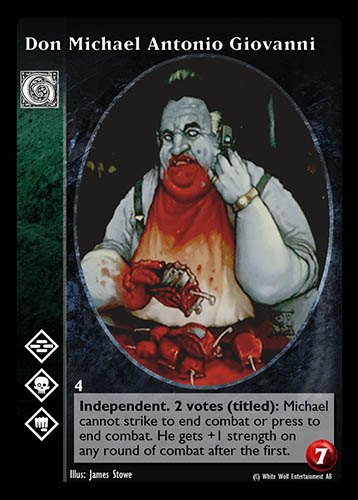 Don Michael Antonio Giovanni
G
4
Independent. 2 votes (titled): Michael
cannot strike to end combat or press to
end combat. He gets +1 strength on
any round of combat after the first.
7
Illus: James Stowe
(C) White Wolf Entertainment AB